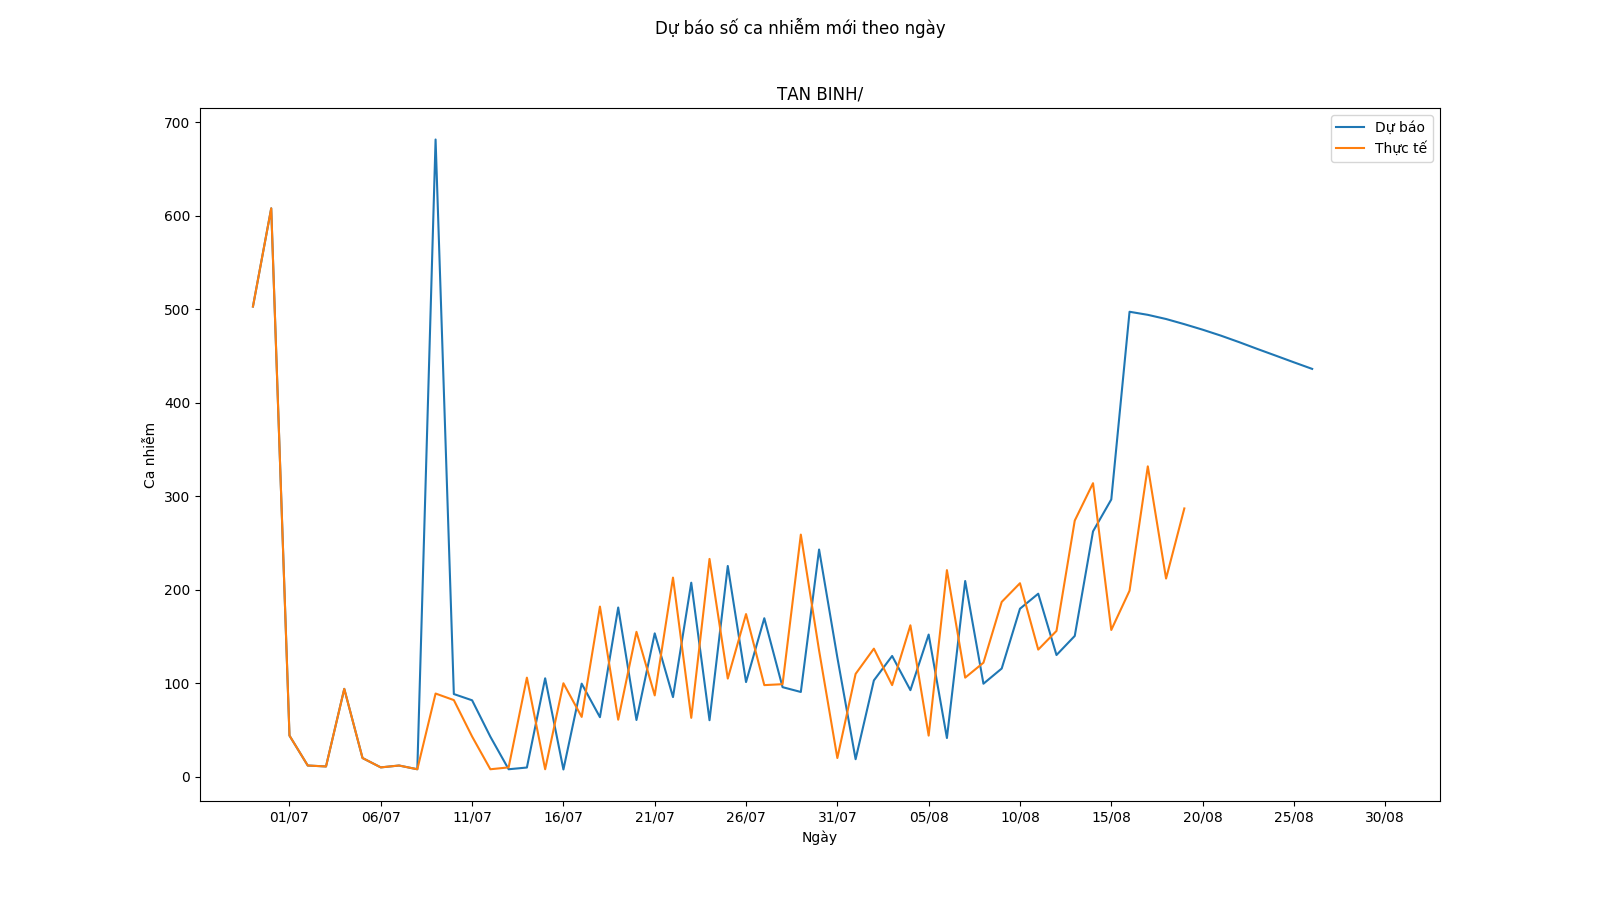 Dự báo số ca nhiễm mới theo ngày
TAN BINH/
Dự báo
Thực tế
700
600
500
400
300
200
100
0
Ca nhiễm
01/07 06/07 11/07 16/07 21/07 26/07 31/07 05/08 10/08 15/08 20/08 25/08 30/08
Ngày